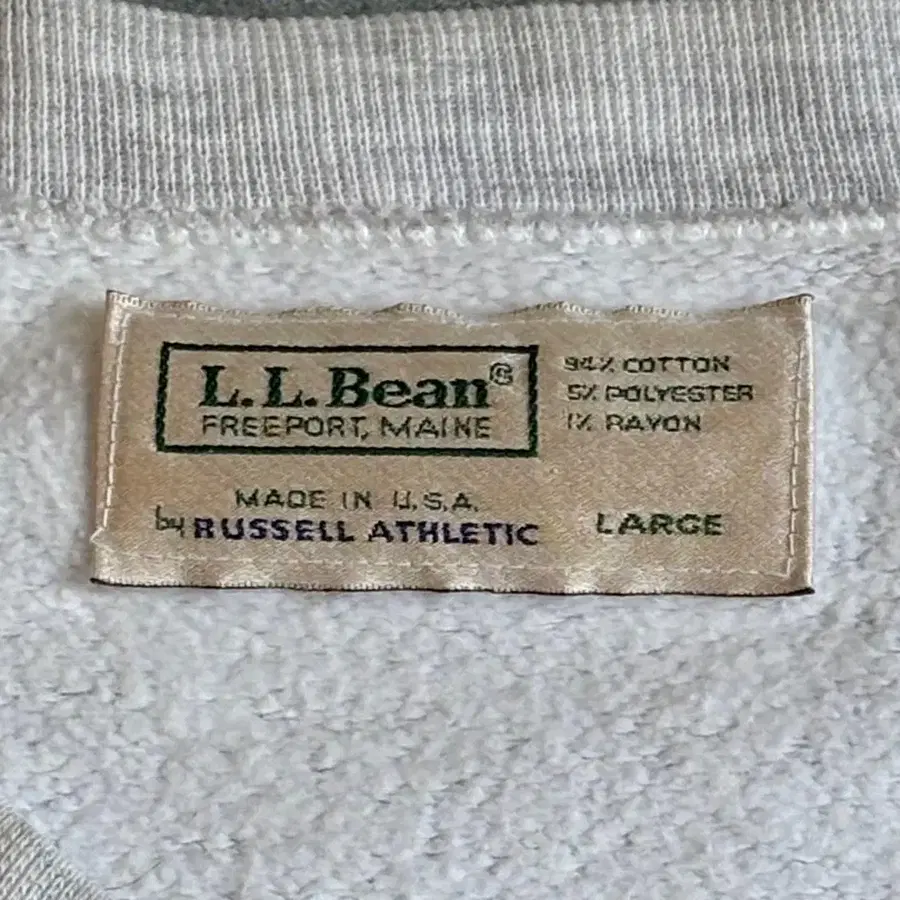 L.L.Bean®
FREEPORT, MAINE
MADE IN U.S.A.
by RUSSELL ATHLETIC
94% COTTON
5% POLYESTER
1% RAYON
LARGE